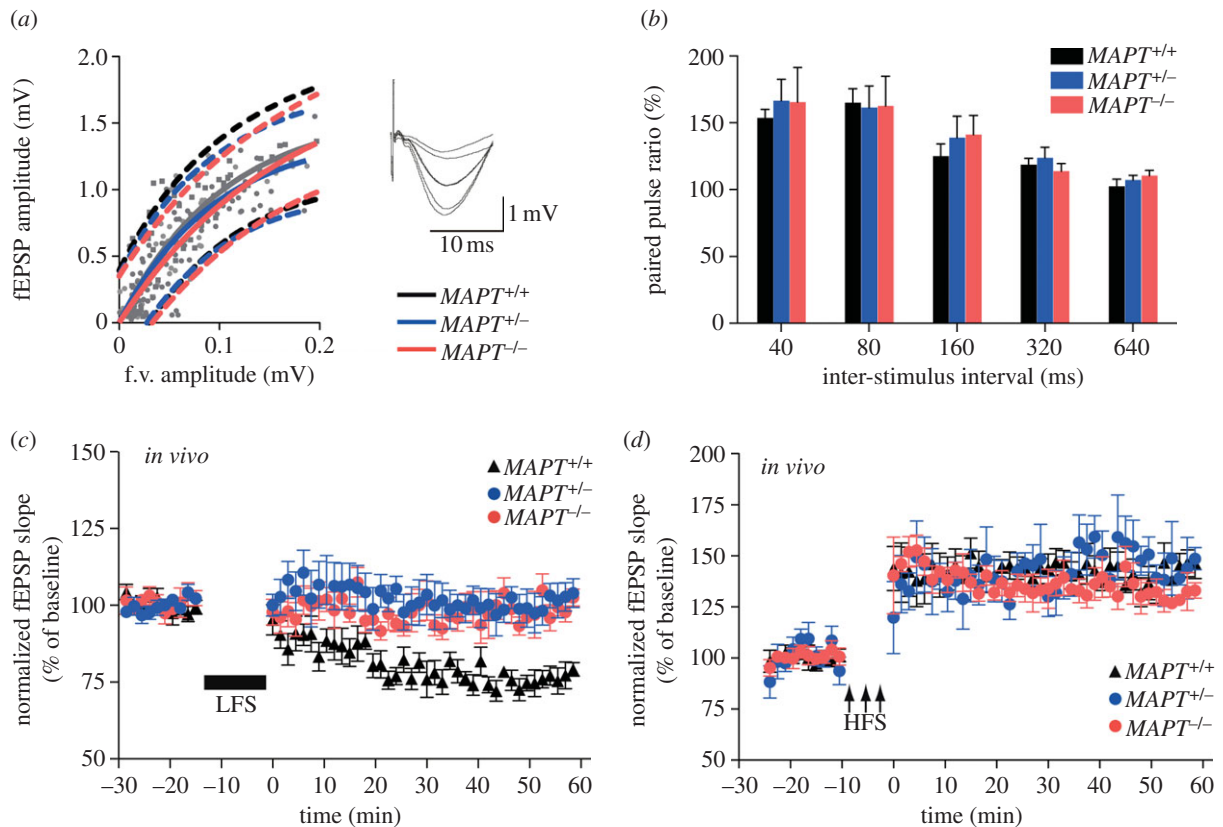 (a)
2.0
1.5
1.0
0.5
0
0
0.1
0.2
fEPSP amplitude (mV)
f.v. amplitude (mV)
1 mV
10 ms
MAPT+/+
MAPT+/–
MAPT–/–
(b)
200
150
100
50
0
paired pulse rario (%)
40
80
160
320
640
inter-stimulus interval (ms)
MAPT+/+
MAPT+/–
MAPT–/–
(c)
in vivo
150
125
100
75
50
normalized fEPSP slope
(% of baseline)
MAPT+/+
MAPT+/–
MAPT–/–
LFS
–30 –20 –10 0 10 20 30 40 50 60
time (min)
(d)
in vivo
200
175
150
125
100
75
50
normalized fEPSP slope
(% of baseline)
HFS
MAPT+/+
MAPT+/–
MAPT–/–
–30 –20 –10 0 10 20 30 40 50 60
time (min)